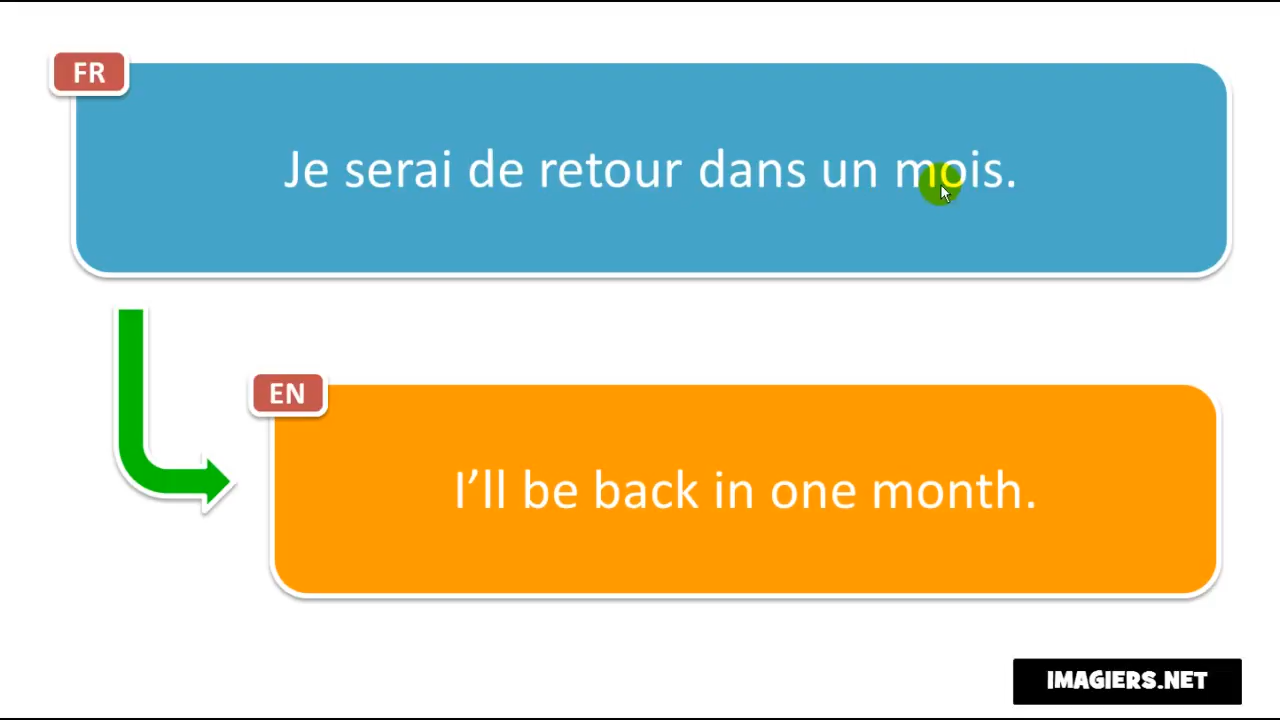 FR
Je serai de retour dans un mois.
EN
I’ll be back in one month.
IMAGIERS.NET